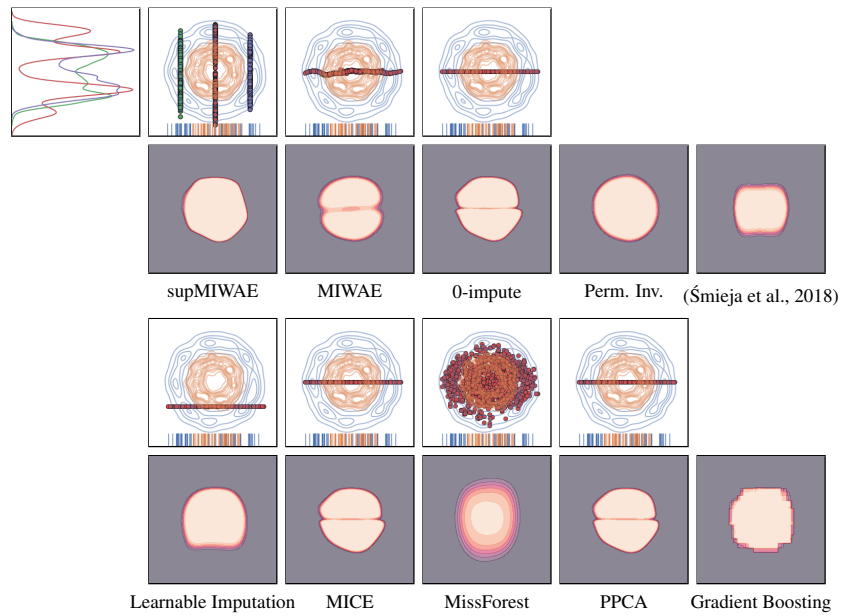 supMIWAE MIWAE 0-impute Perm. Inv. (Śmieja et al., 2018)
Learnable Imputation MICE MissForest PPCA Gradient Boosting